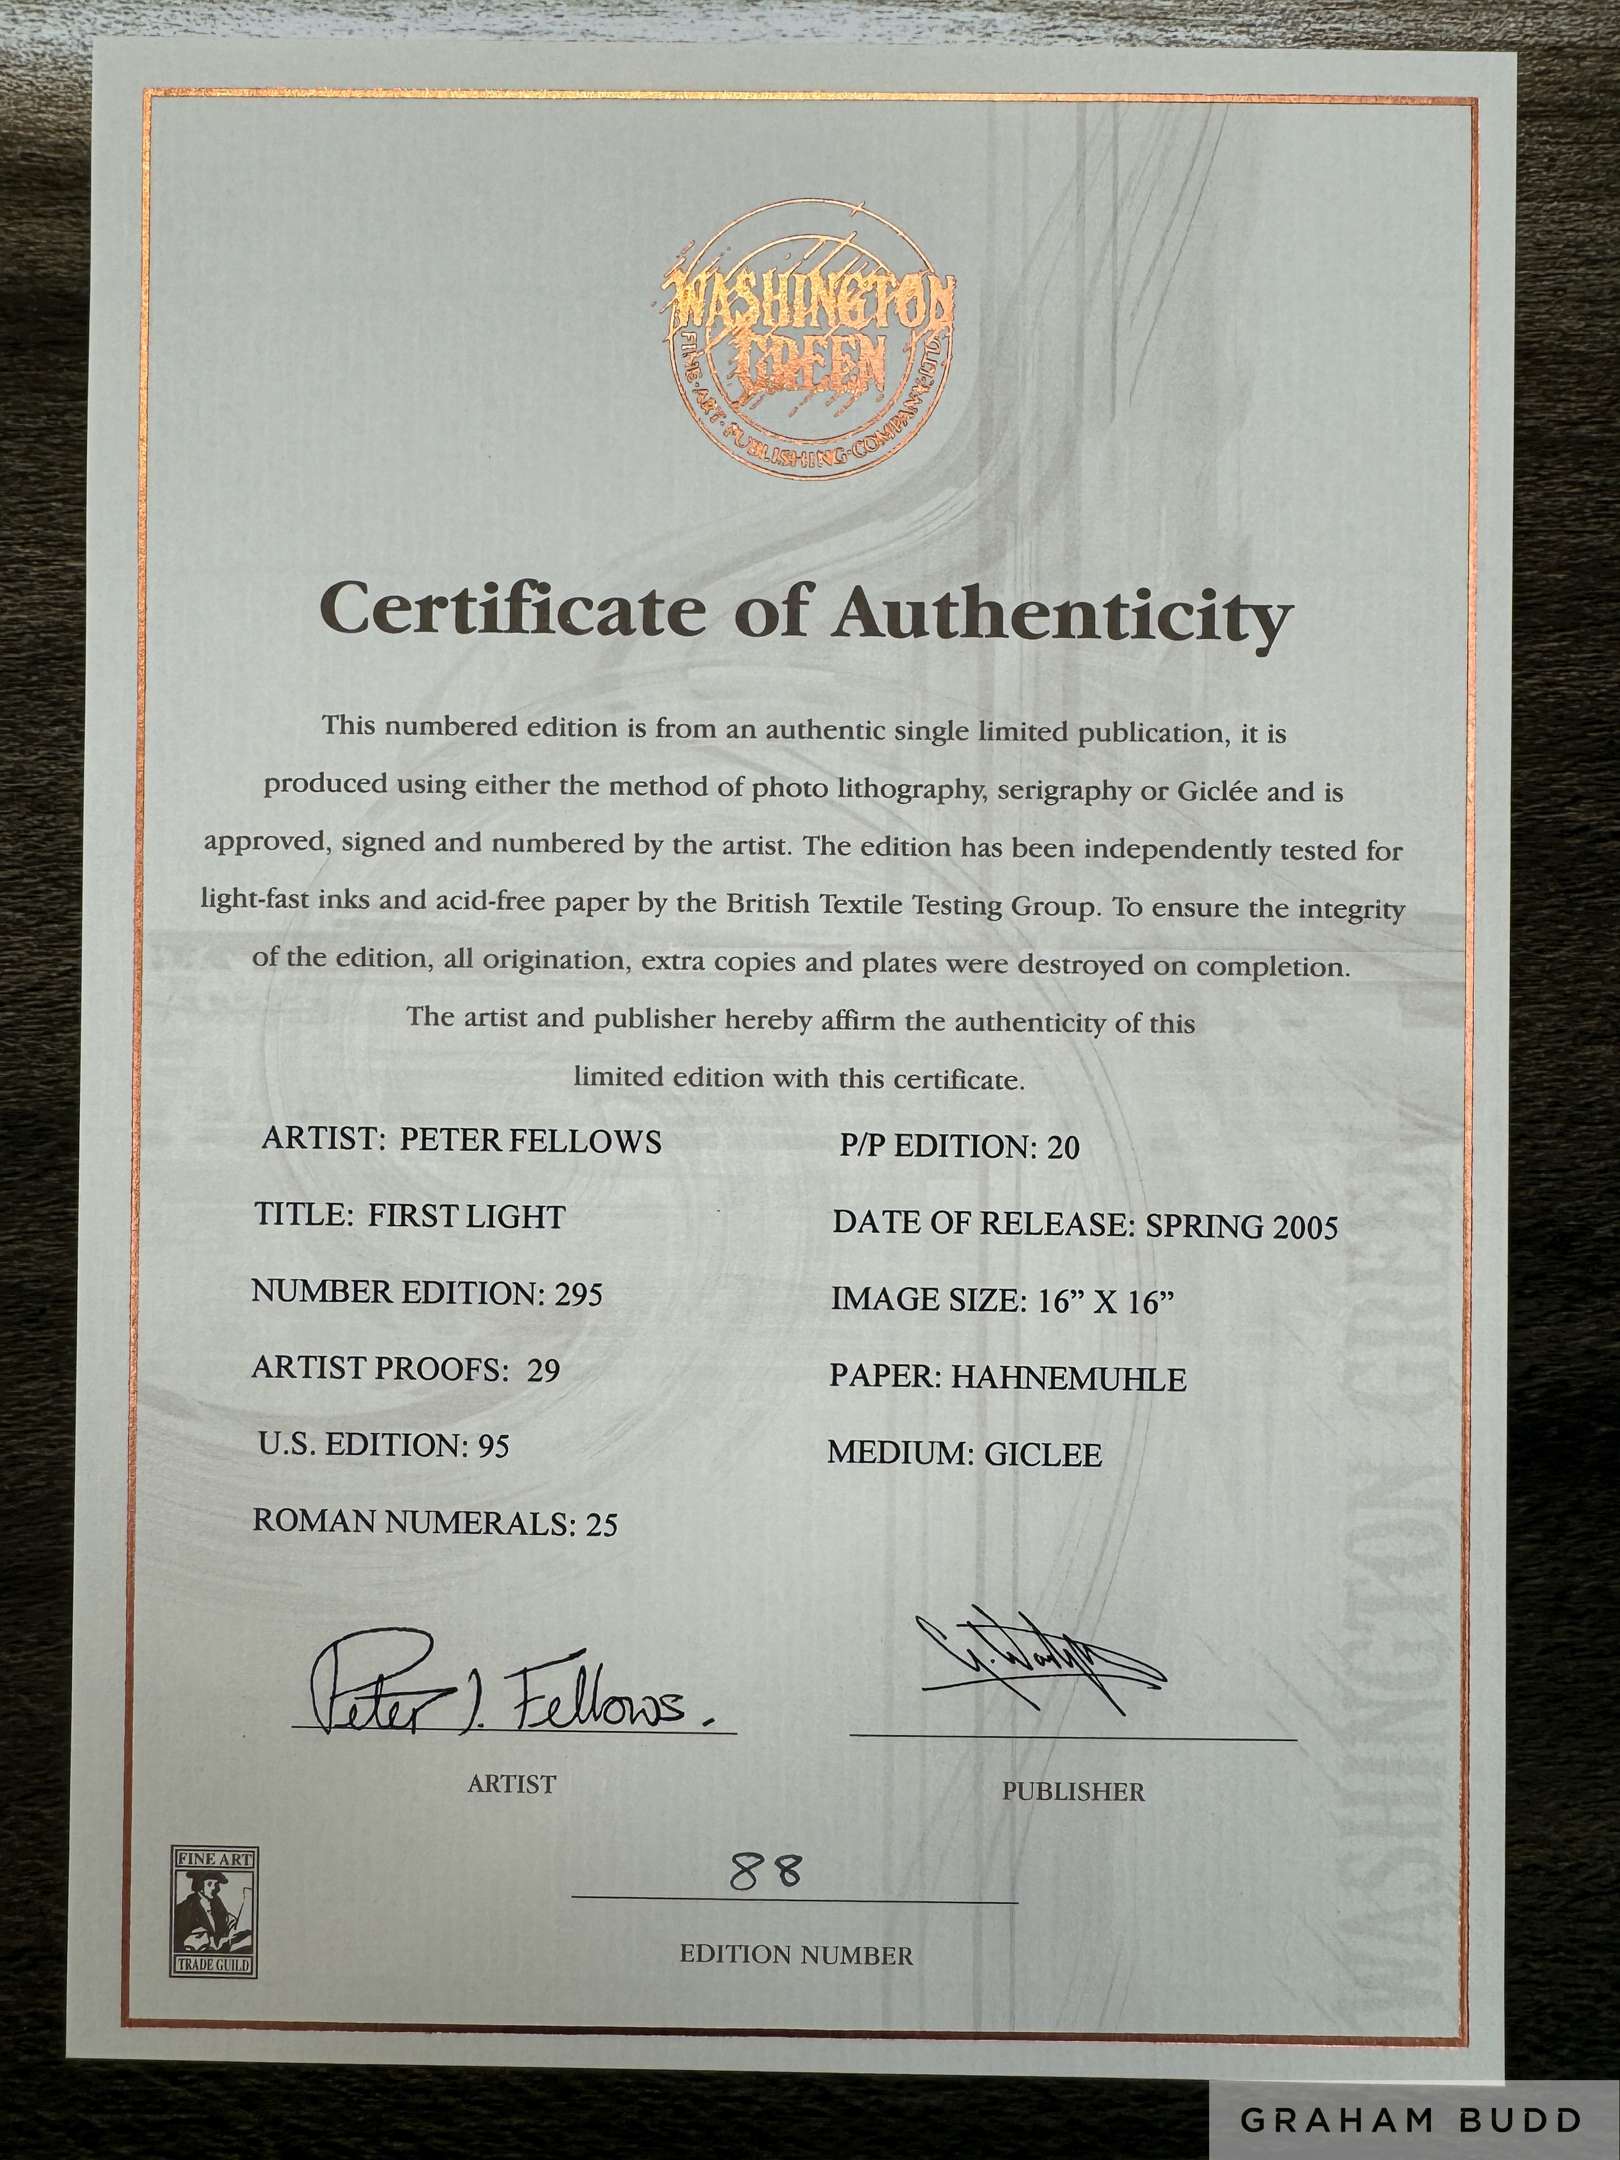 WASHINGTON
GREEN
FINE·ART·PUBLISHING·COMPANY·LTD·
Certificate of Authenticity
This numbered edition is from an authentic single limited publication, it is
produced using either the method of photo lithography, serigraphy or Giclée and is
approved, signed and numbered by the artist. The edition has been independently tested for
light-fast inks and acid-free paper by the British Textile Testing Group. To ensure the integrity
of the edition, all origination, extra copies and plates were destroyed on completion.
The artist and publisher hereby affirm the authenticity of this
limited edition with this certificate.
ARTIST: PETER FELLOWS
P/P EDITION: 20
TITLE: FIRST LIGHT
DATE OF RELEASE: SPRING 2005
NUMBER EDITION: 295
IMAGE SIZE: 16” X 16”
ARTIST PROOFS: 29
PAPER: HAHNEMUHLE
U.S. EDITION: 95
MEDIUM: GICLEE
ROMAN NUMERALS: 25
Peter J. Fellows.
ARTIST
PUBLISHER
88
EDITION NUMBER
FINE ART
TRADE GUILD
WASHINGTON GREEN
GRAHAM BUDD